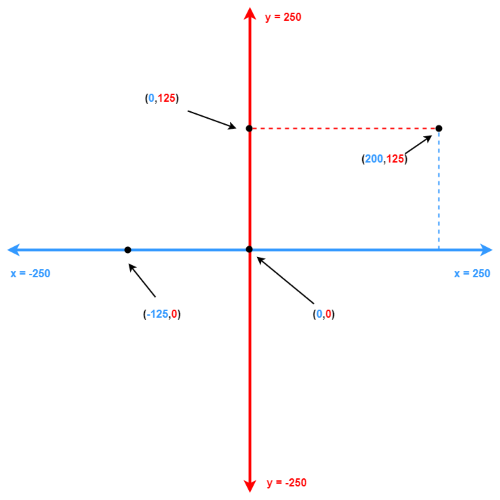 y = 250
(0,125)
(200,125)
x = -250
x = 250
(-125,0)
(0,0)
y = -250